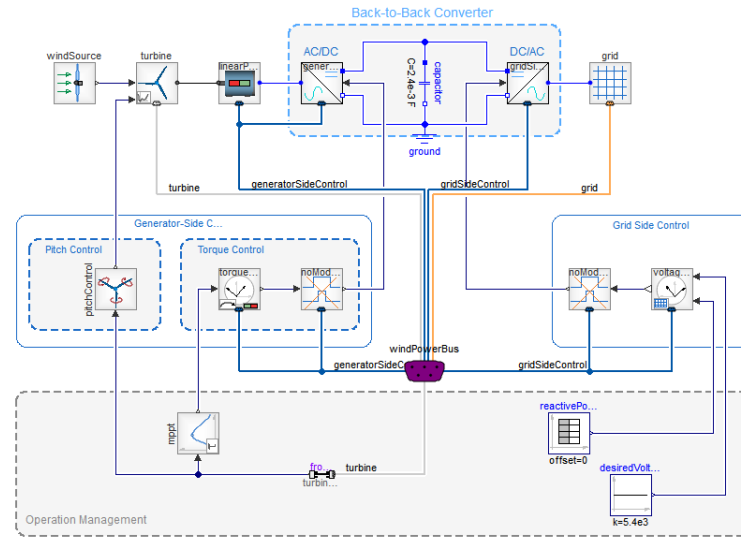 Back-to-Back Converter
windSource
turbine
linearP...
AC/DC
gener...
C=2.4e-3 F
capacitor
DC/AC
gridSi...
grid
ground
turbine
generatorSideControl
gridSideControl
grid
Generator-Side C...
Grid Side Control
Pitch Control
Torque Control
pitchControl
torque...
noMod...
noMod...
voltag...
windPowerBus
generatorSideC
gridSideControl
mppt
reactivePo...
offset=0
fro...
turbine
turbin...
desiredVolt...
k=5.4e3
Operation Management